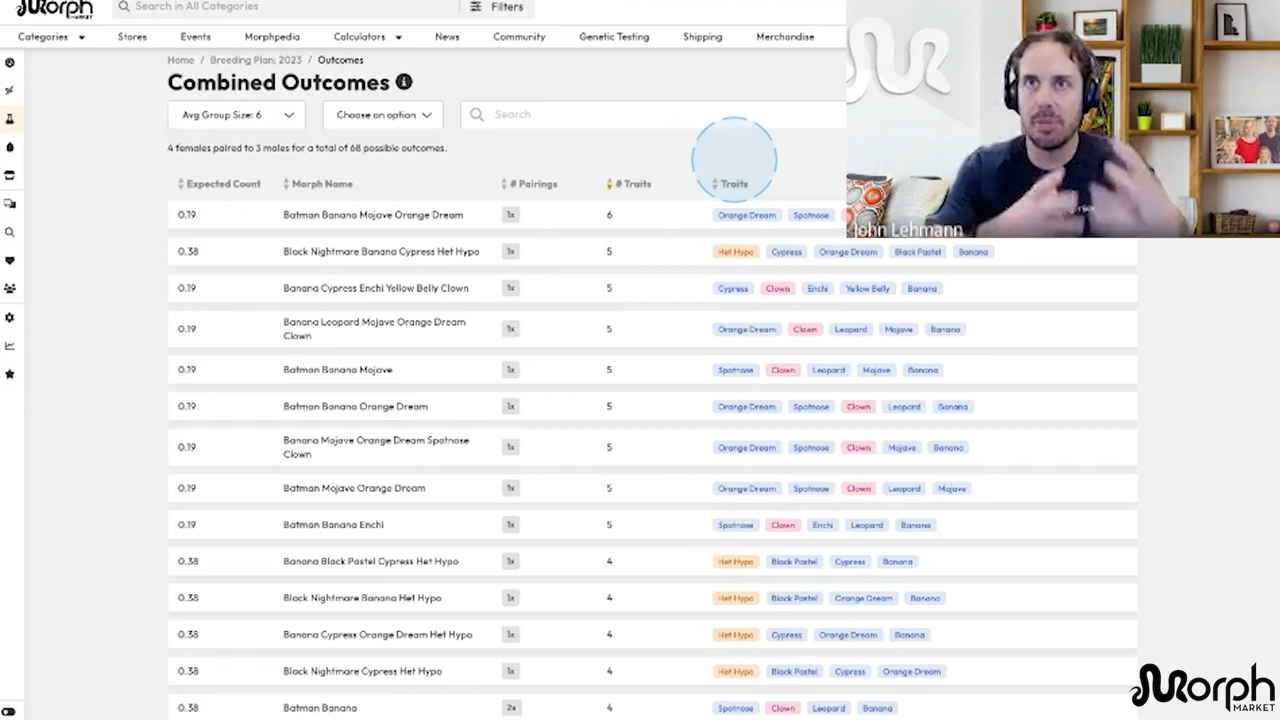 Morph
MARKET
Search in All Categories
Filters
Categories
Stores
Events
Morphpedia
Calculators
News
Community
Genetic Testing
Shipping
Merchandise
Home / Breeding Plan; 2023 / Outcomes
Combined Outcomes
Avg Group Size: 6
Choose an option
Search
4 females paired to 3 males for a total of 68 possible outcomes.
Expected Count Morph Name # Pairings # Traits Traits
0.19 Batman Banana Mojave Orange Dream 1x 6 Orange Dream Spotnose
0.38 Black Nightmare Banana Cypress Het Hypo 1x 5 Het Hypo Cypress Orange Dream Black Pastel Banana
0.19 Banana Cypress Enchi Yellow Belly Clown 1x 5 Cypress Clown Enchi Yellow Belly Banana
0.19 Banana Leopard Mojave Orange Dream
Clown 1x 5 Orange Dream Clown Leopard Mojave Banana
0.19 Batman Banana Mojave 1x 5 Spotnose Clown Leopard Mojave Banana
0.19 Batman Banana Orange Dream 1x 5 Orange Dream Spotnose Clown Leopard Banana
0.19 Banana Mojave Orange Dream Spotnose
Clown 1x 5 Orange Dream Spotnose Clown Mojave Banana
0.19 Batman Mojave Orange Dream 1x 5 Orange Dream Spotnose Clown Leopard Mojave
0.19 Batman Banana Enchi 1x 5 Spotnose Clown Enchi Leopard Banana
0.38 Banana Black Pastel Cypress Het Hypo 1x 4 Het Hypo Black Pastel Cypress Banana
0.38 Black Nightmare Banana Het Hypo 1x 4 Het Hypo Black Pastel Orange Dream Banana
0.38 Banana Cypress Orange Dream Het Hypo 1x 4 Het Hypo Cypress Orange Dream Banana
0.38 Black Nightmare Cypress Het Hypo 1x 4 Het Hypo Black Pastel Cypress Orange Dream
0.38 Batman Banana 2x 4 Spotnose Clown Leopard Banana
John Lehmann
Morph
MARKET